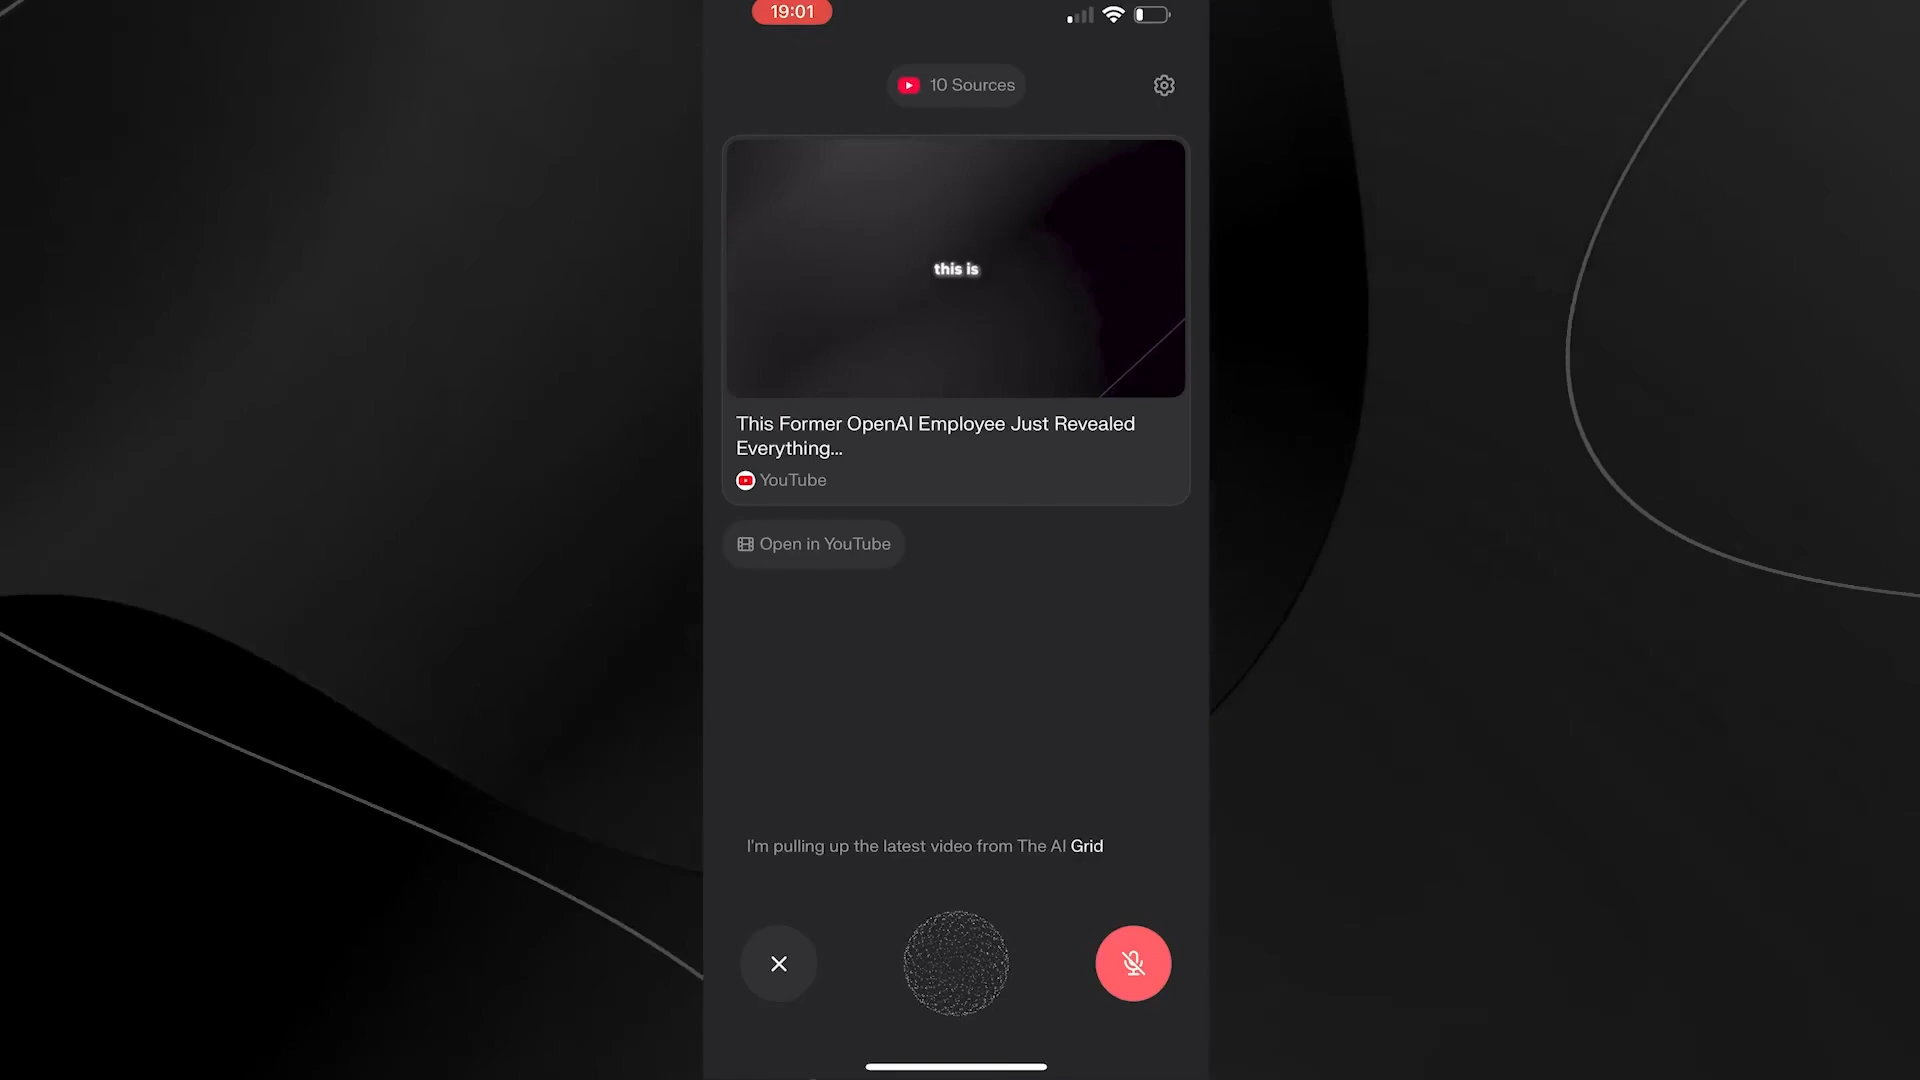 19:01
10 Sources
this is
This Former OpenAI Employee Just Revealed
Everything...
YouTube
Open in YouTube
I'm pulling up the latest video from The AI Grid